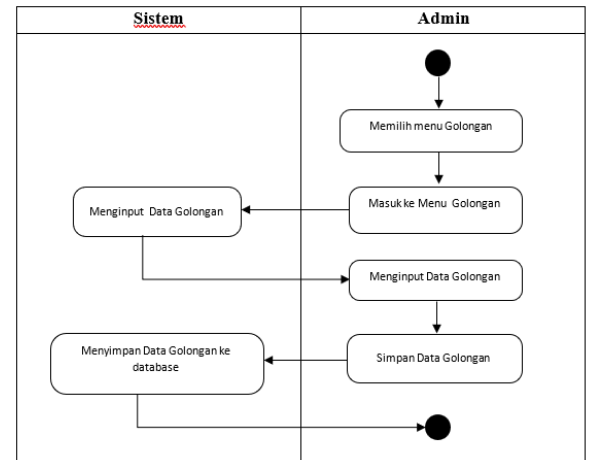 Sistem
Admin
Memilih menu Golongan
Masuk ke Menu Golongan
Menginput Data Golongan
Menginput Data Golongan
Simpan Data Golongan
Menyimpan Data Golongan ke
database